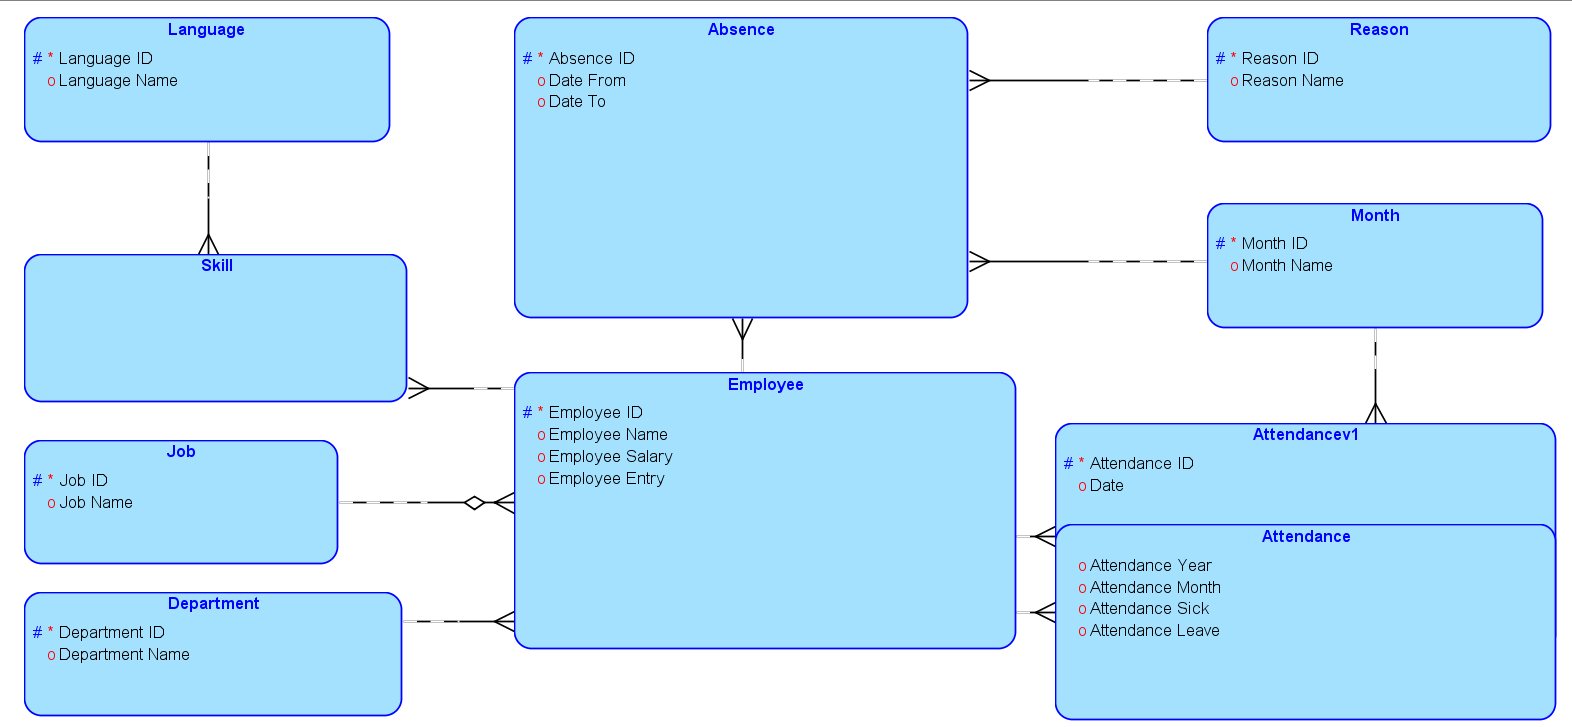 Language
# * Language ID
o Language Name
Absence
# * Absence ID
o Date From
o Date To
Reason
# * Reason ID
o Reason Name
Month
# * Month ID
o Month Name
Skill
Employee
# * Employee ID
o Employee Name
o Employee Salary
o Employee Entry
Job
# * Job ID
o Job Name
Attendancev1
# * Attendance ID
o Date
Attendance
o Attendance Year
o Attendance Month
o Attendance Sick
o Attendance Leave
Department
# * Department ID
o Department Name